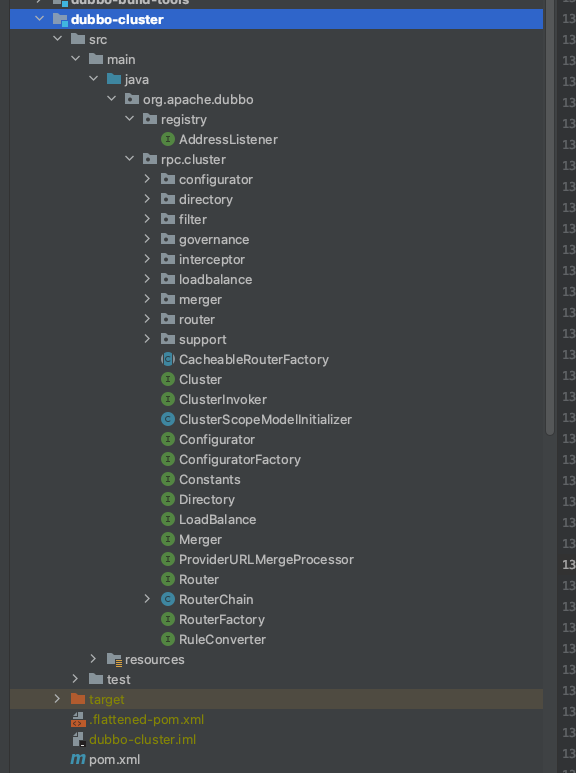 dubbo-build-tools
dubbo-cluster
src
main
java
org.apache.dubbo
registry
AddressListener
rpc.cluster
configurator
directory
filter
governance
interceptor
loadbalance
merger
router
support
CacheableRouterFactory
Cluster
ClusterInvoker
ClusterScopeModelInitializer
Configurator
ConfiguratorFactory
Constants
Directory
LoadBalance
Merger
ProviderURLMergeProcessor
Router
RouterChain
RouterFactory
RuleConverter
resources
test
target
.flattened-pom.xml
dubbo-cluster.iml
pom.xml